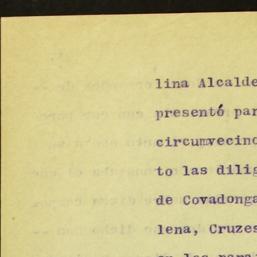 lina Alcalde
presentó par
circumvecino
to las dilig
de Covadonga
lena, Cruzes